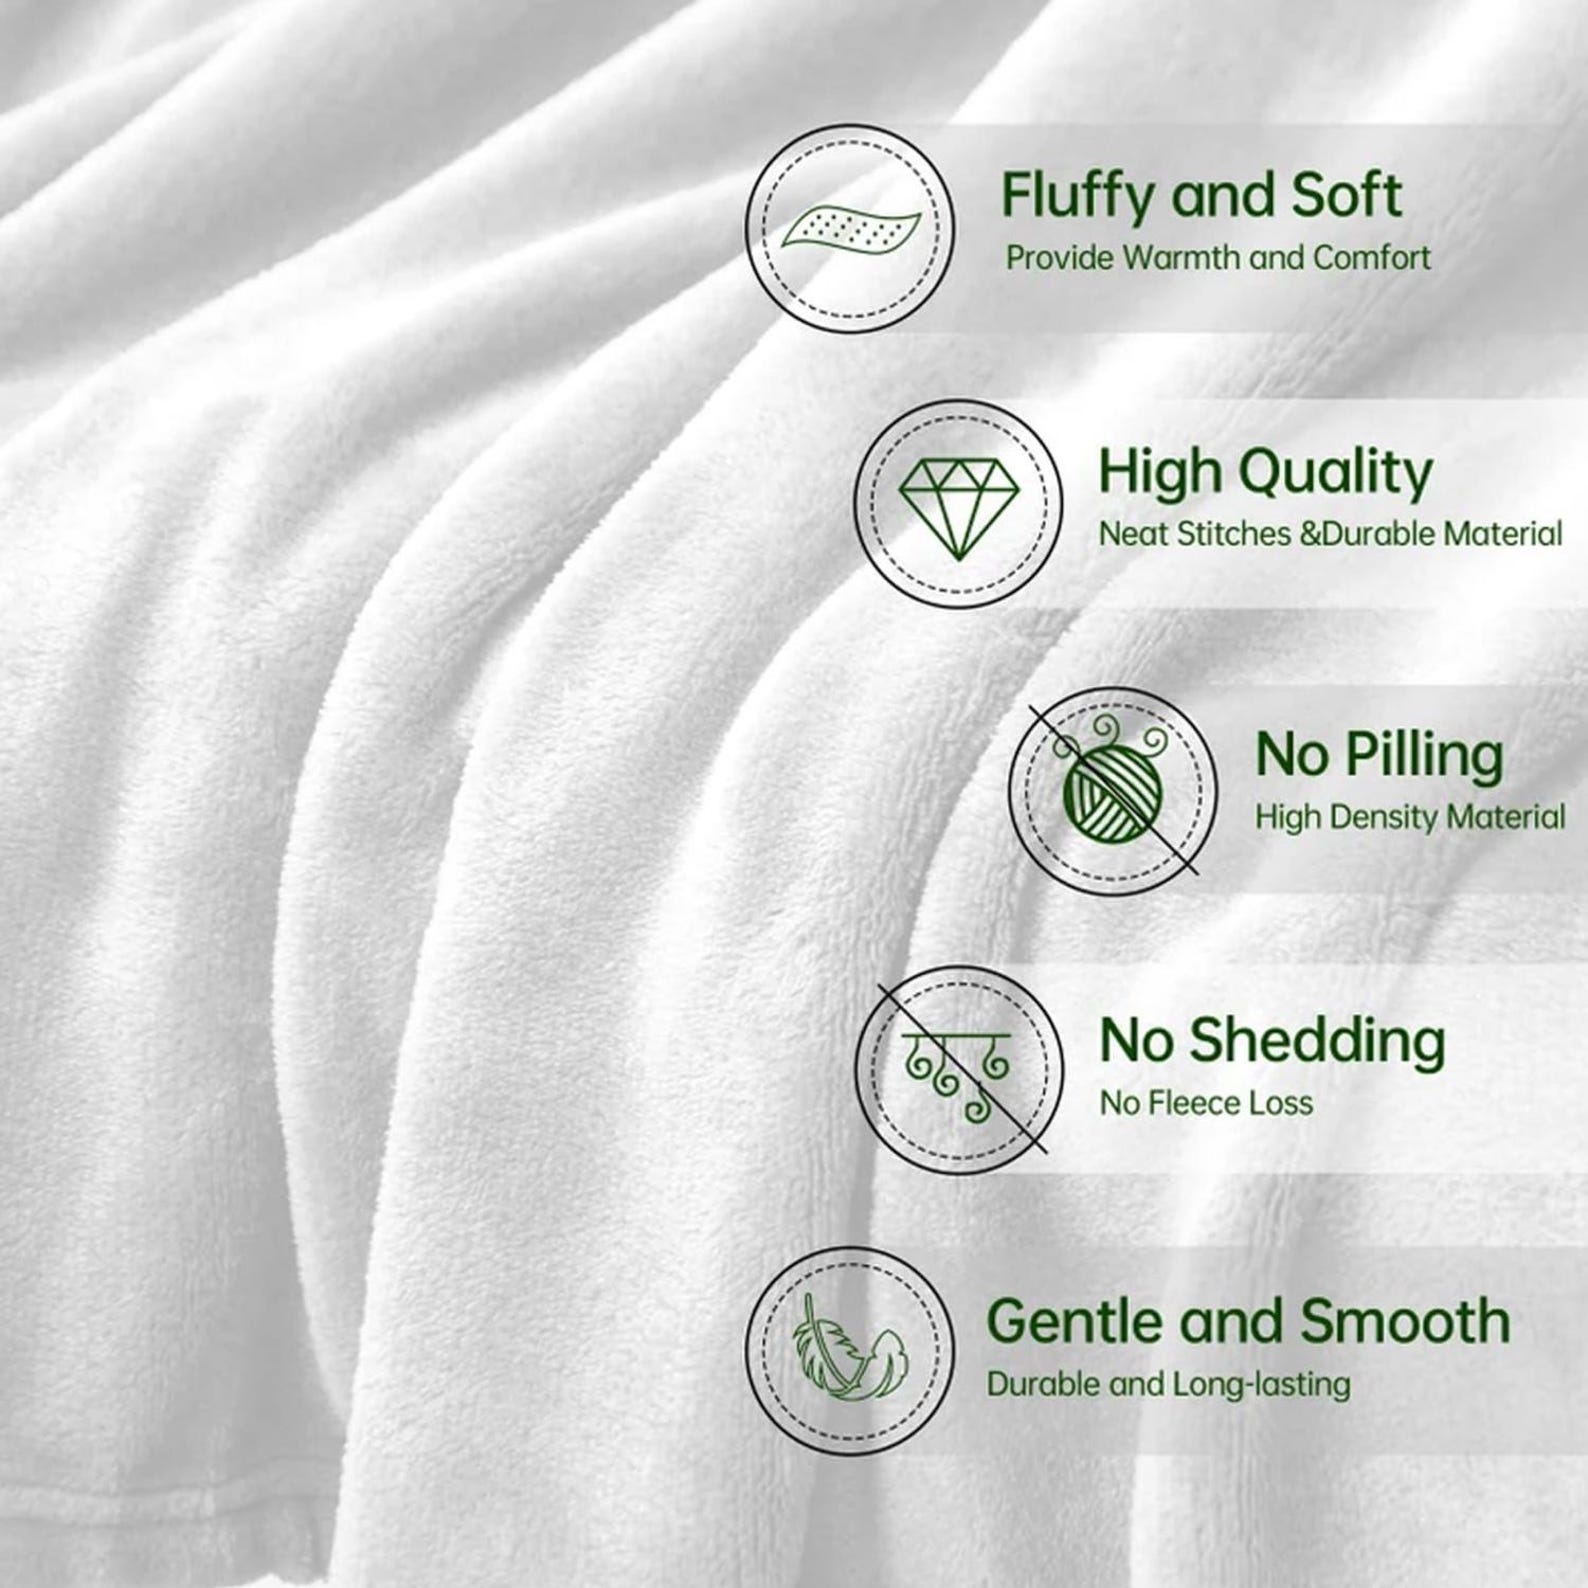 Fluffy and Soft
Provide Warmth and Comfort
High Quality
Neat Stitches &Durable Material
No Pilling
High Density Material
No Shedding
No Fleece Loss
Gentle and Smooth
Durable and Long-lasting